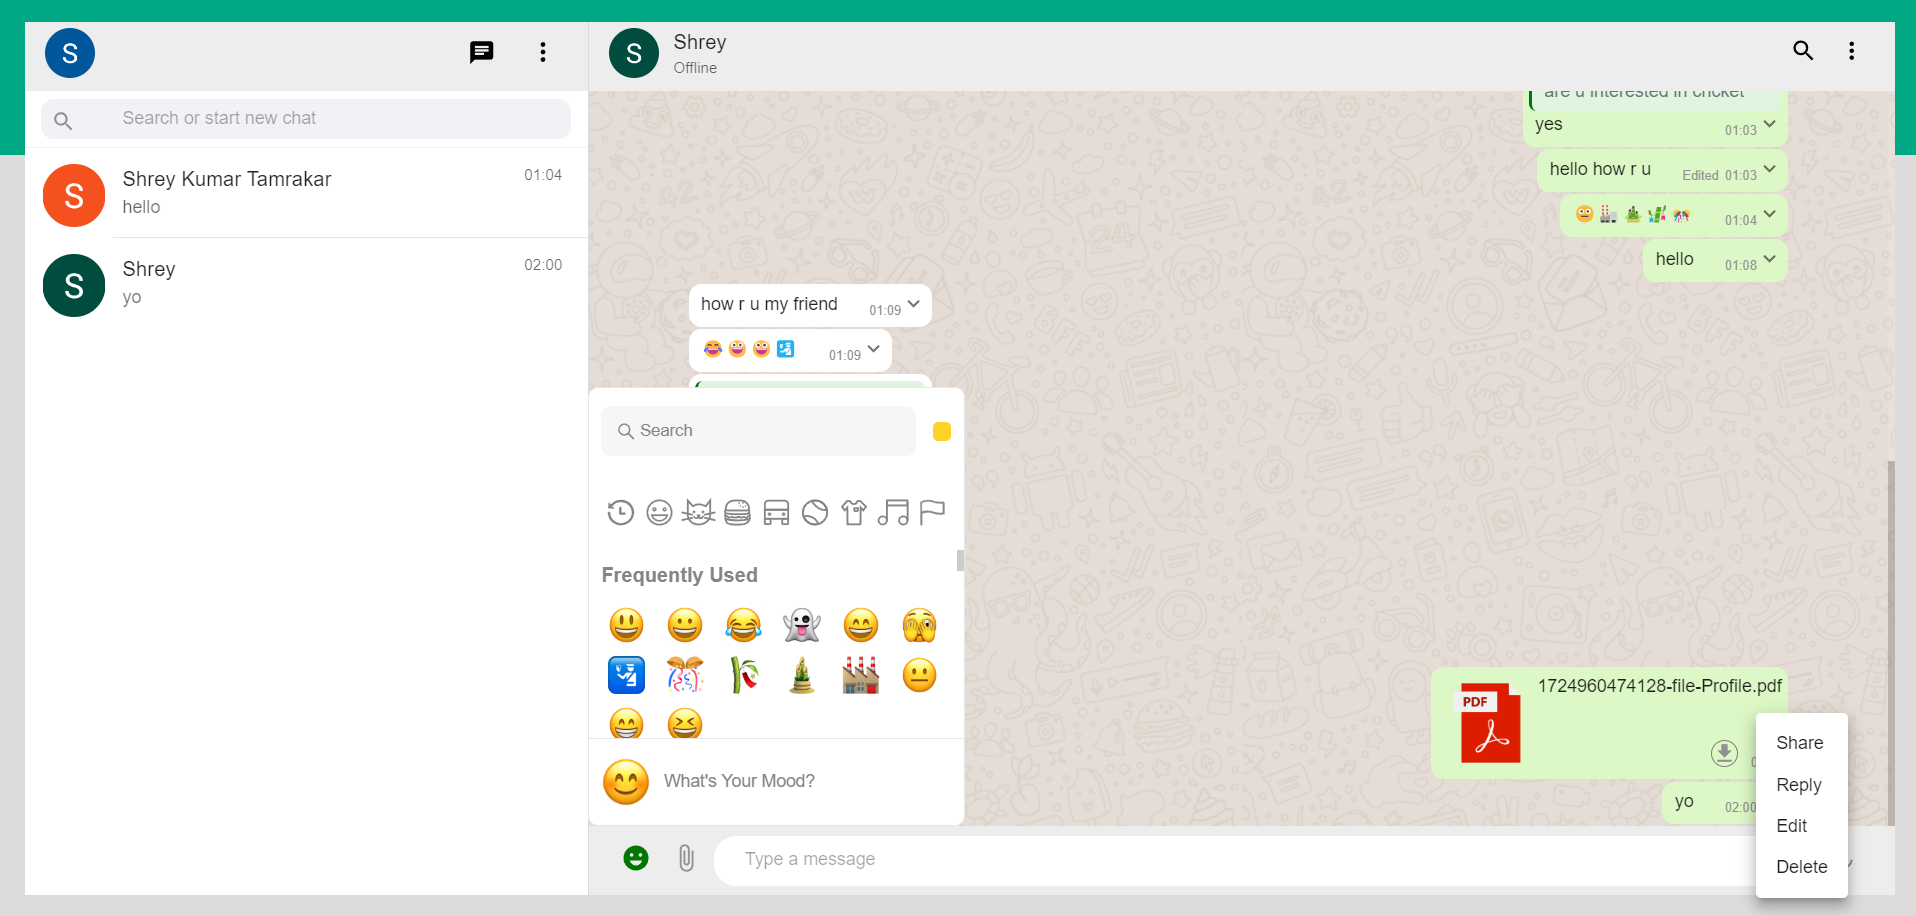 S
S
Shrey
Offline
Search or start new chat
S
Shrey Kumar Tamrakar
01:04
hello
S
Shrey
02:00
yo
are u interested in cricket
yes
01:03
hello how r u
Edited 01:03
01:04
hello
01:08
how r u my friend
01:09
01:09
Search
Frequently Used
What's Your Mood?
1724960474128-file-Profile.pdf
PDF
yo
02:00
Share
Reply
Edit
Delete
Type a message